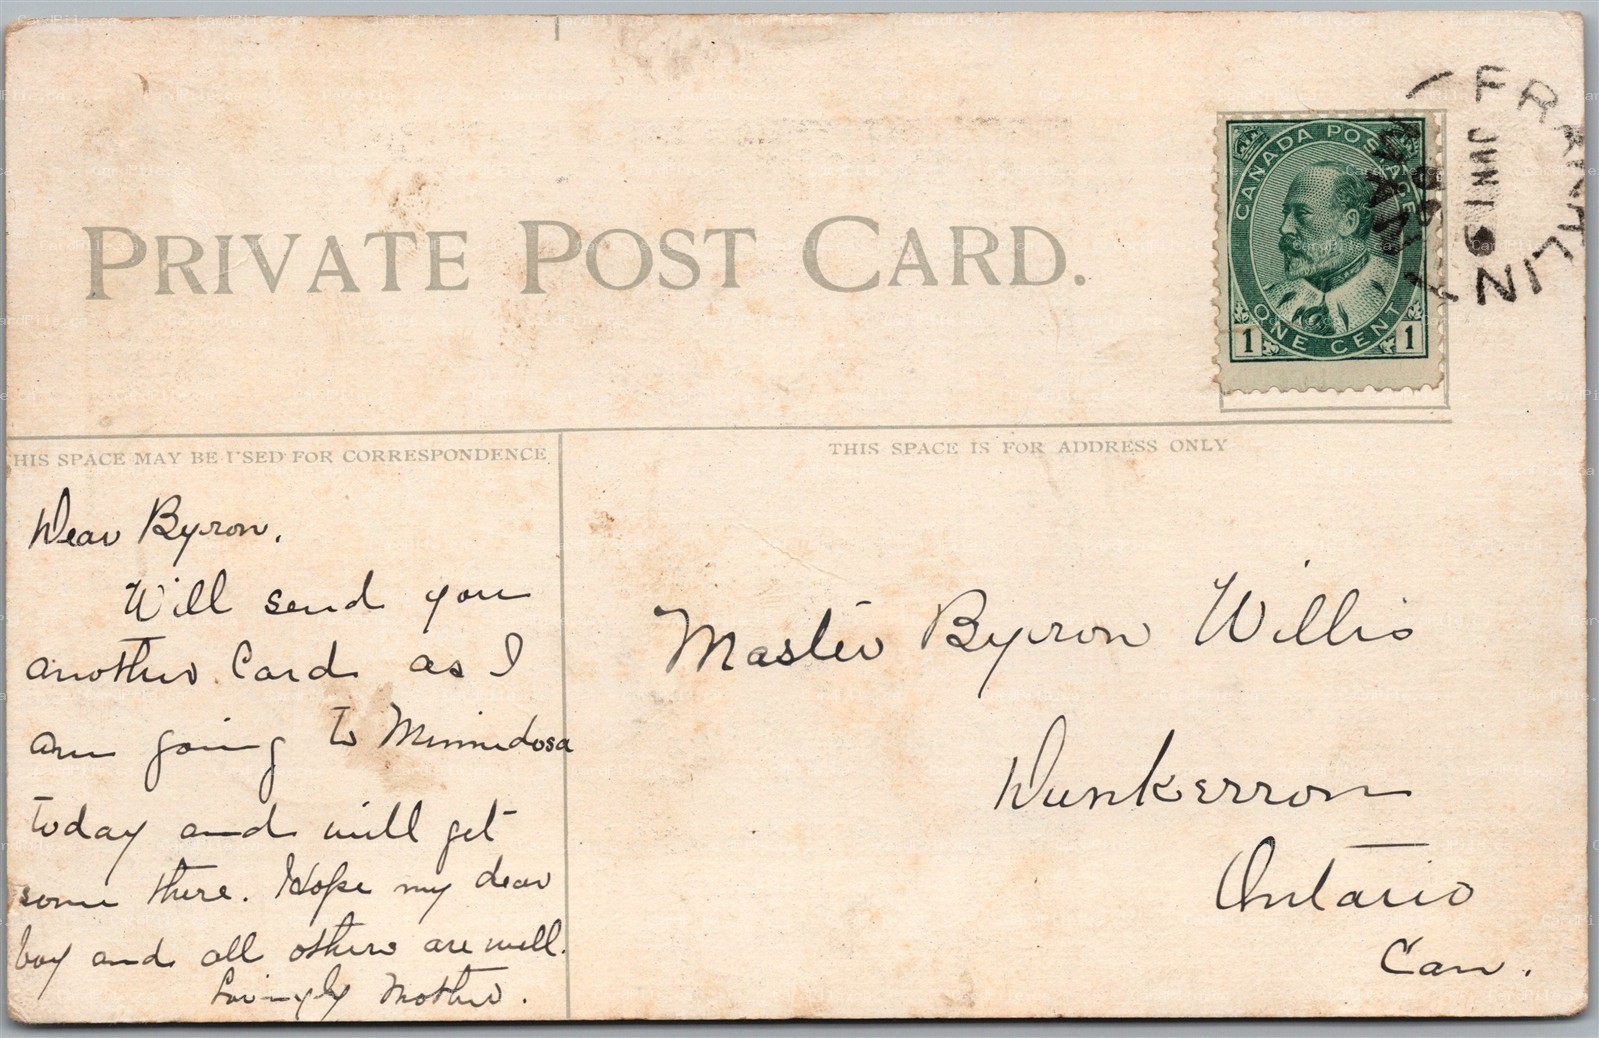 PRIVATE POST CARD.
CANADA POSTAGE
ONE CENT
1 1
FRANKLIN
JUN 1
MAN
HIS SPACE MAY BE USED FOR CORRESPONDENCE
THIS SPACE IS FOR ADDRESS ONLY
Dear Byron,
Will send you
another Card as I
am going to Minnedosa
today and will get
some there. Hope my dear
boy and all others are well.
Lovingly Mother.
Master Byron Willis
Dunkerron
Ontario
Can.
CardFile.ca